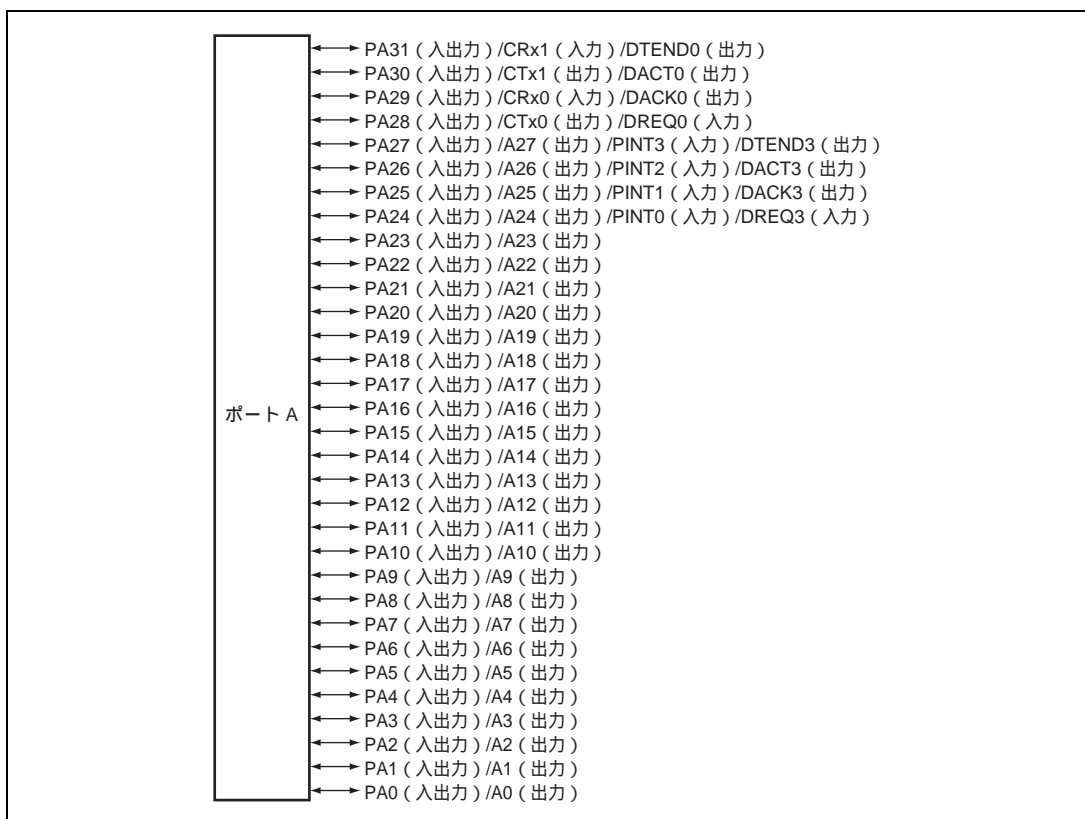 PA31（入出力）/CRx1（入力）/DTEND0（出力）
PA30（入出力）/CTx1（出力）/DACT0（出力）
PA29（入出力）/CRx0（入力）/DACK0（出力）
PA28（入出力）/CTx0（出力）/DREQ0（入力）
PA27（入出力）/A27（出力）/PINT3（入力）/DTEND3（出力）
PA26（入出力）/A26（出力）/PINT2（入力）/DACT3（出力）
PA25（入出力）/A25（出力）/PINT1（入力）/DACK3（出力）
PA24（入出力）/A24（出力）/PINT0（入力）/DREQ3（入力）
PA23（入出力）/A23（出力）
PA22（入出力）/A22（出力）
PA21（入出力）/A21（出力）
PA20（入出力）/A20（出力）
PA19（入出力）/A19（出力）
PA18（入出力）/A18（出力）
PA17（入出力）/A17（出力）
ポート A
PA16（入出力）/A16（出力）
PA15（入出力）/A15（出力）
PA14（入出力）/A14（出力）
PA13（入出力）/A13（出力）
PA12（入出力）/A12（出力）
PA11（入出力）/A11（出力）
PA10（入出力）/A10（出力）
PA9（入出力）/A9（出力）
PA8（入出力）/A8（出力）
PA7（入出力）/A7（出力）
PA6（入出力）/A6（出力）
PA5（入出力）/A5（出力）
PA4（入出力）/A4（出力）
PA3（入出力）/A3（出力）
PA2（入出力）/A2（出力）
PA1（入出力）/A1（出力）
PA0（入出力）/A0（出力）